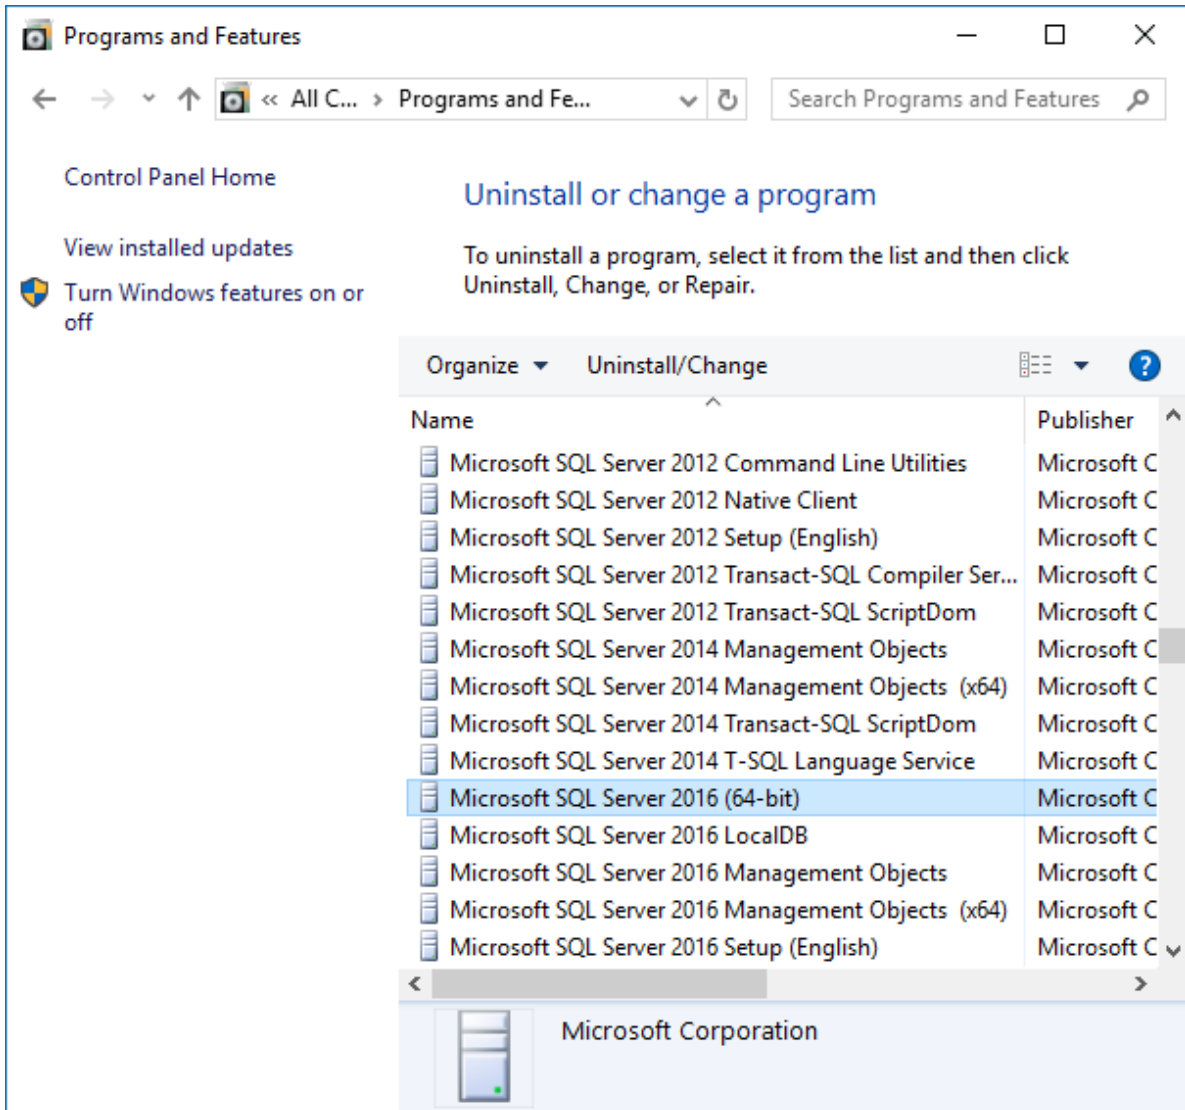 Programs and Features
« All C... > Programs and Fe...
Search Programs and Features
Control Panel Home
View installed updates
Turn Windows features on or
off
Uninstall or change a program
To uninstall a program, select it from the list and then click
Uninstall, Change, or Repair.
Organize Uninstall/Change ?
Name Publisher
Microsoft SQL Server 2012 Command Line Utilities Microsoft C
Microsoft SQL Server 2012 Native Client Microsoft C
Microsoft SQL Server 2012 Setup (English) Microsoft C
Microsoft SQL Server 2012 Transact-SQL Compiler Ser... Microsoft C
Microsoft SQL Server 2012 Transact-SQL ScriptDom Microsoft C
Microsoft SQL Server 2014 Management Objects Microsoft C
Microsoft SQL Server 2014 Management Objects (x64) Microsoft C
Microsoft SQL Server 2014 Transact-SQL ScriptDom Microsoft C
Microsoft SQL Server 2014 T-SQL Language Service Microsoft C
Microsoft SQL Server 2016 (64-bit) Microsoft C
Microsoft SQL Server 2016 LocalDB Microsoft C
Microsoft SQL Server 2016 Management Objects Microsoft C
Microsoft SQL Server 2016 Management Objects (x64) Microsoft C
Microsoft SQL Server 2016 Setup (English) Microsoft C
Microsoft Corporation